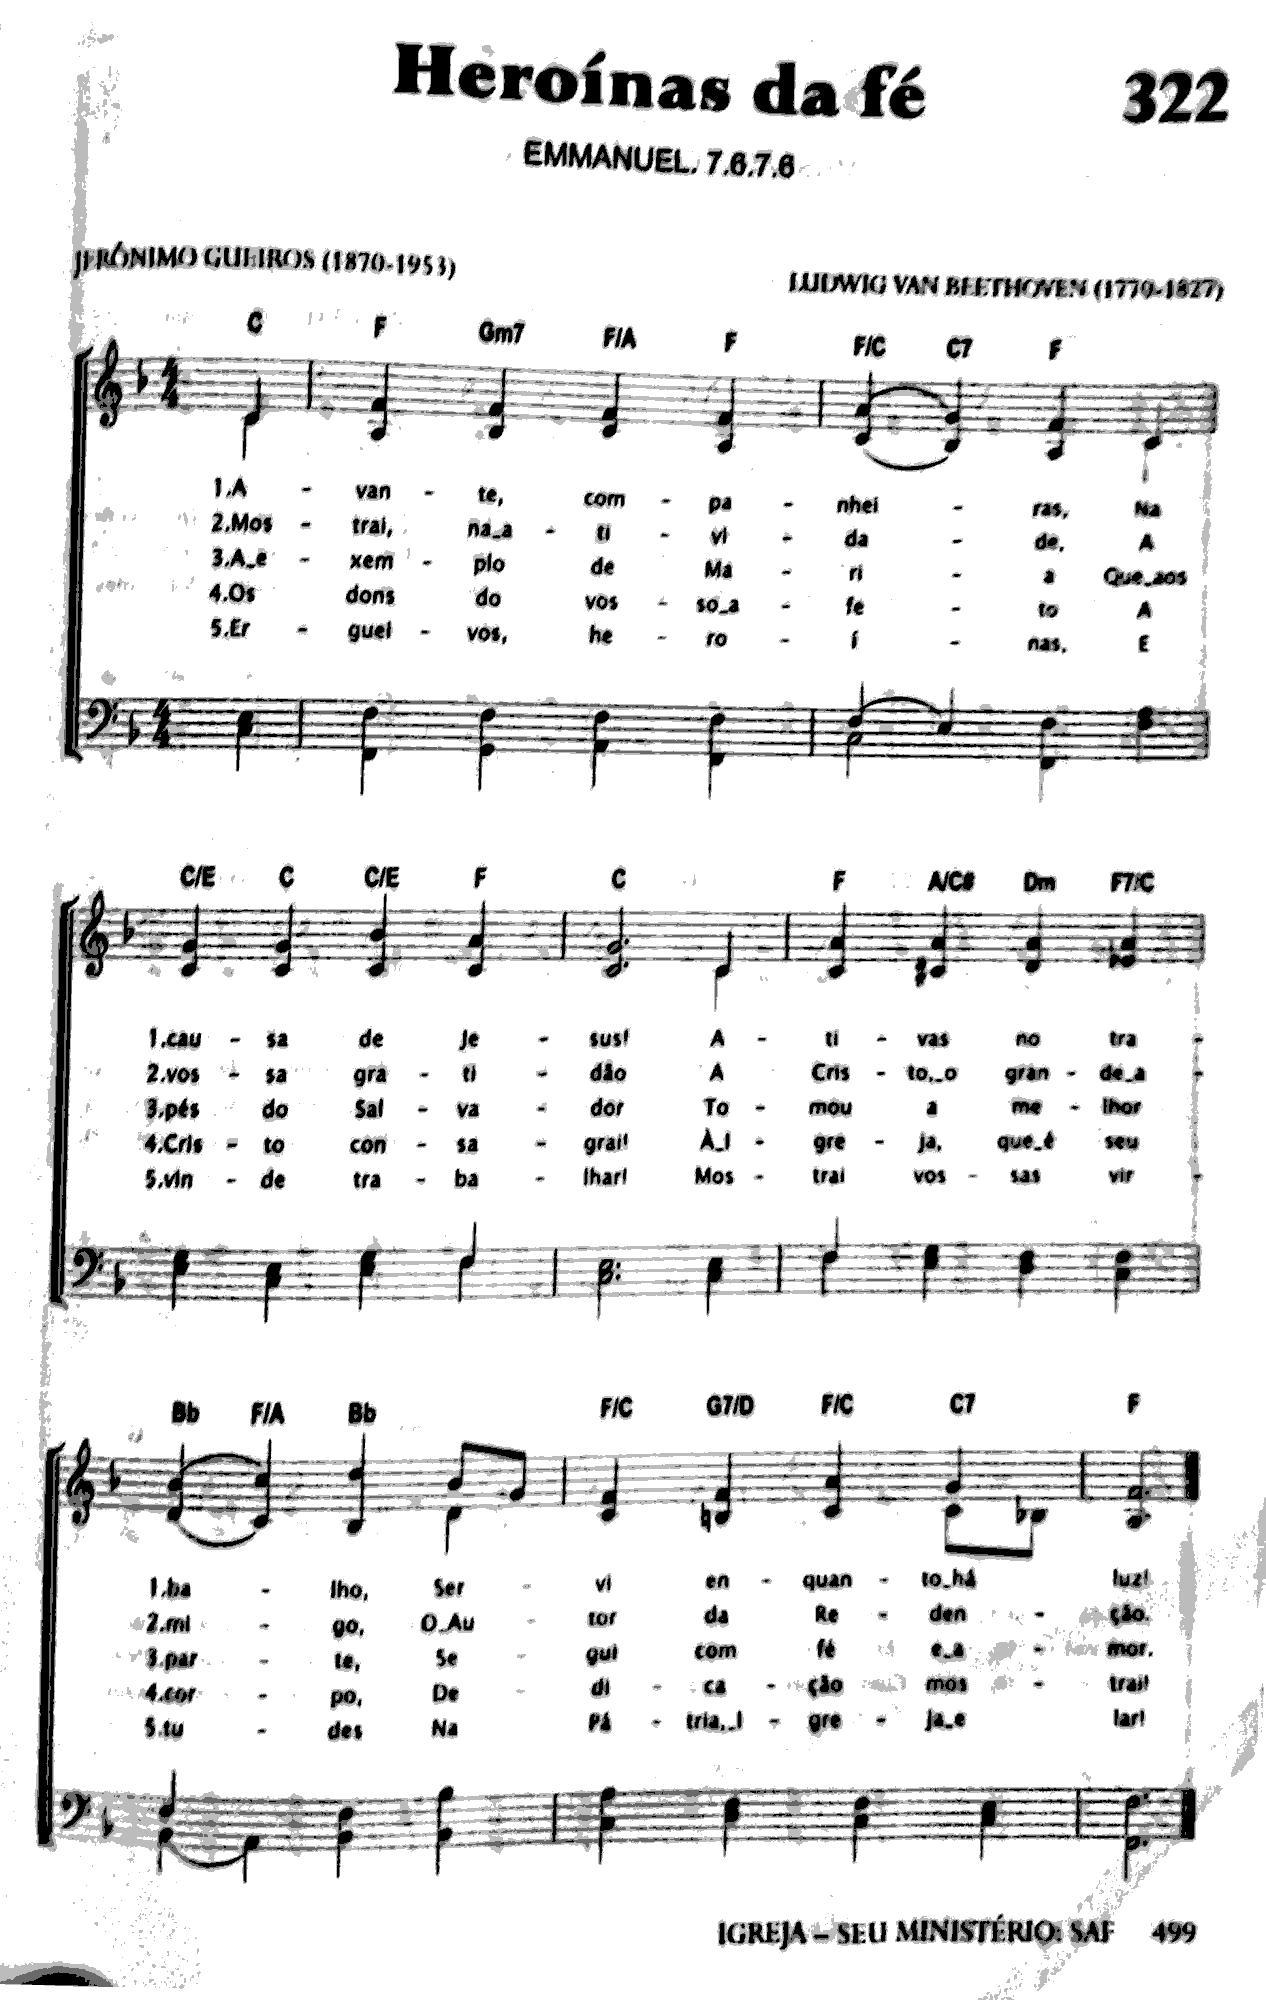 Heroínas da fé 322
EMMANUEL. 7.6.7.6
JERÔNIMO GUEIROS (1870-1953)
LUDWIG VAN BEETHOVEN (1770-1827)
C F Gm7 F/A F F/C C7 F
1.A - van - te, com - pa - nhei - ras, Na
2.Mos - trai, na_a - ti - vi - da - de, A
3.A_e - xem - plo de Ma - ri - a Que_aos
4.Os dons do vos - so_a - fe - to A
5.Er - guei - vos, he - ro - í - nas, E
C/E C C/E F C F A/C# Dm F7/C
1.cau - sa de Je - sus! A - ti - vas no tra -
2.vos - sa gra - ti - dão A Cris - to,_o gran - de_a -
3.pés do Sal - va - dor To - mou a me - lhor
4.Cris - to con - sa - grai! À_I - gre - ja, que_é seu
5.vin - de tra - ba - lhar! Mos - trai vos - sas vir -
Bb F/A Bb F/C G7/D F/C C7 F
1.ba - lho, Ser - vi en - quan - to_há luz!
2.mi - go, O_Au - tor da Re - den - ção.
3.par - te, Se - gui com fé e_a - mor.
4.cor - po, De - di - ca - ção mos - trai!
5.tu - des Na Pá - tria,_I - gre - ja_e lar!
IGREJA – SEU MINISTÉRIO: SAF 499